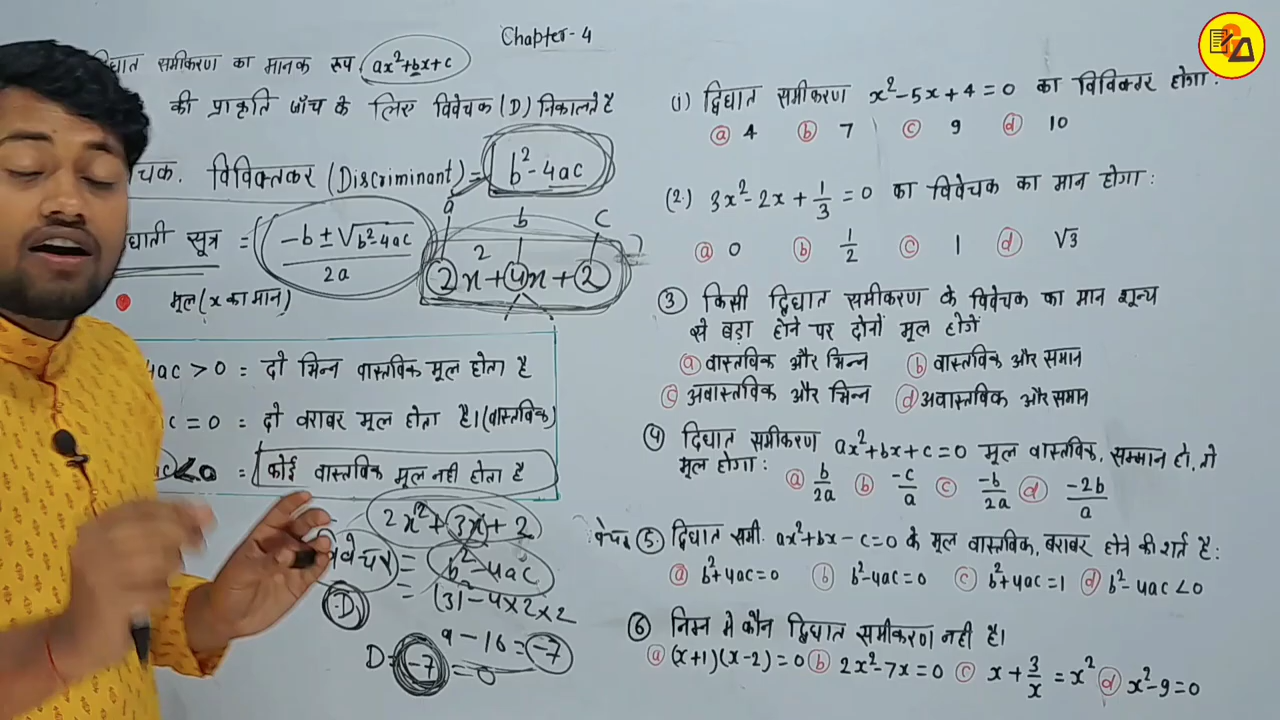 Chapter-4
द्विघात समीकरण का मानक रूप ax²+bx+c
की प्राकृति जाँच के लिए विवेचक (D) निकालते है
चक. विविक्तकर (Discriminant) = b²-4ac
घाती सूत्र = -b ± √b²-4ac / 2a
मूल (x का मान)
a b c
2x²+4x+2
4ac > 0 = दो भिन्न वास्तविक मूल होता है
c = 0 = दो बराबर मूल होता है। (वास्तविक)
<0 = कोई वास्तविक मूल नही होता है
2x²+3x+2
वेचक = b²-4ac
(D) = (3)²-4×2×2
9-16 = -7
D = -7 = 0
(1) द्विघात समीकरण x²-5x+4=0 का विविक्तर होगा:
(a) 4 (b) 7 (c) 9 (d) 10
(2.) 3x²-2x+1/3=0 का विवेचक का मान होगा:
(a) 0 (b) 1/2 (c) 1 (d) √3
(3) किसी द्विघात समीकरण के विवेचक का मान शून्य
से बड़ा होने पर दोनों मूल होगें
(a) वास्तविक और भिन्न (b) वास्तविक और समान
(c) अवास्तविक और भिन्न (d) अवास्तविक और समान
(4) द्विघात समीकरण ax²+bx+c=0 मूल वास्तविक, सम्मान हो, तो
मूल होगा: (a) b/2a (b) -c/a (c) -b/2a (d) -2b/a
(5) द्विघात समी. ax²+bx-c=0 के मूल वास्तविक, बराबर होने की शर्त है:
(a) b²+4ac=0 (b) b²-4ac=0 (c) b²+4ac=1 (d) b²-4ac<0
(6) निम्न मे कौन द्विघात समीकरण नही है।
(a) (x+1)(x-2)=0 (b) 2x²-7x=0 (c) x+3/x=x² (d) x²-9=0